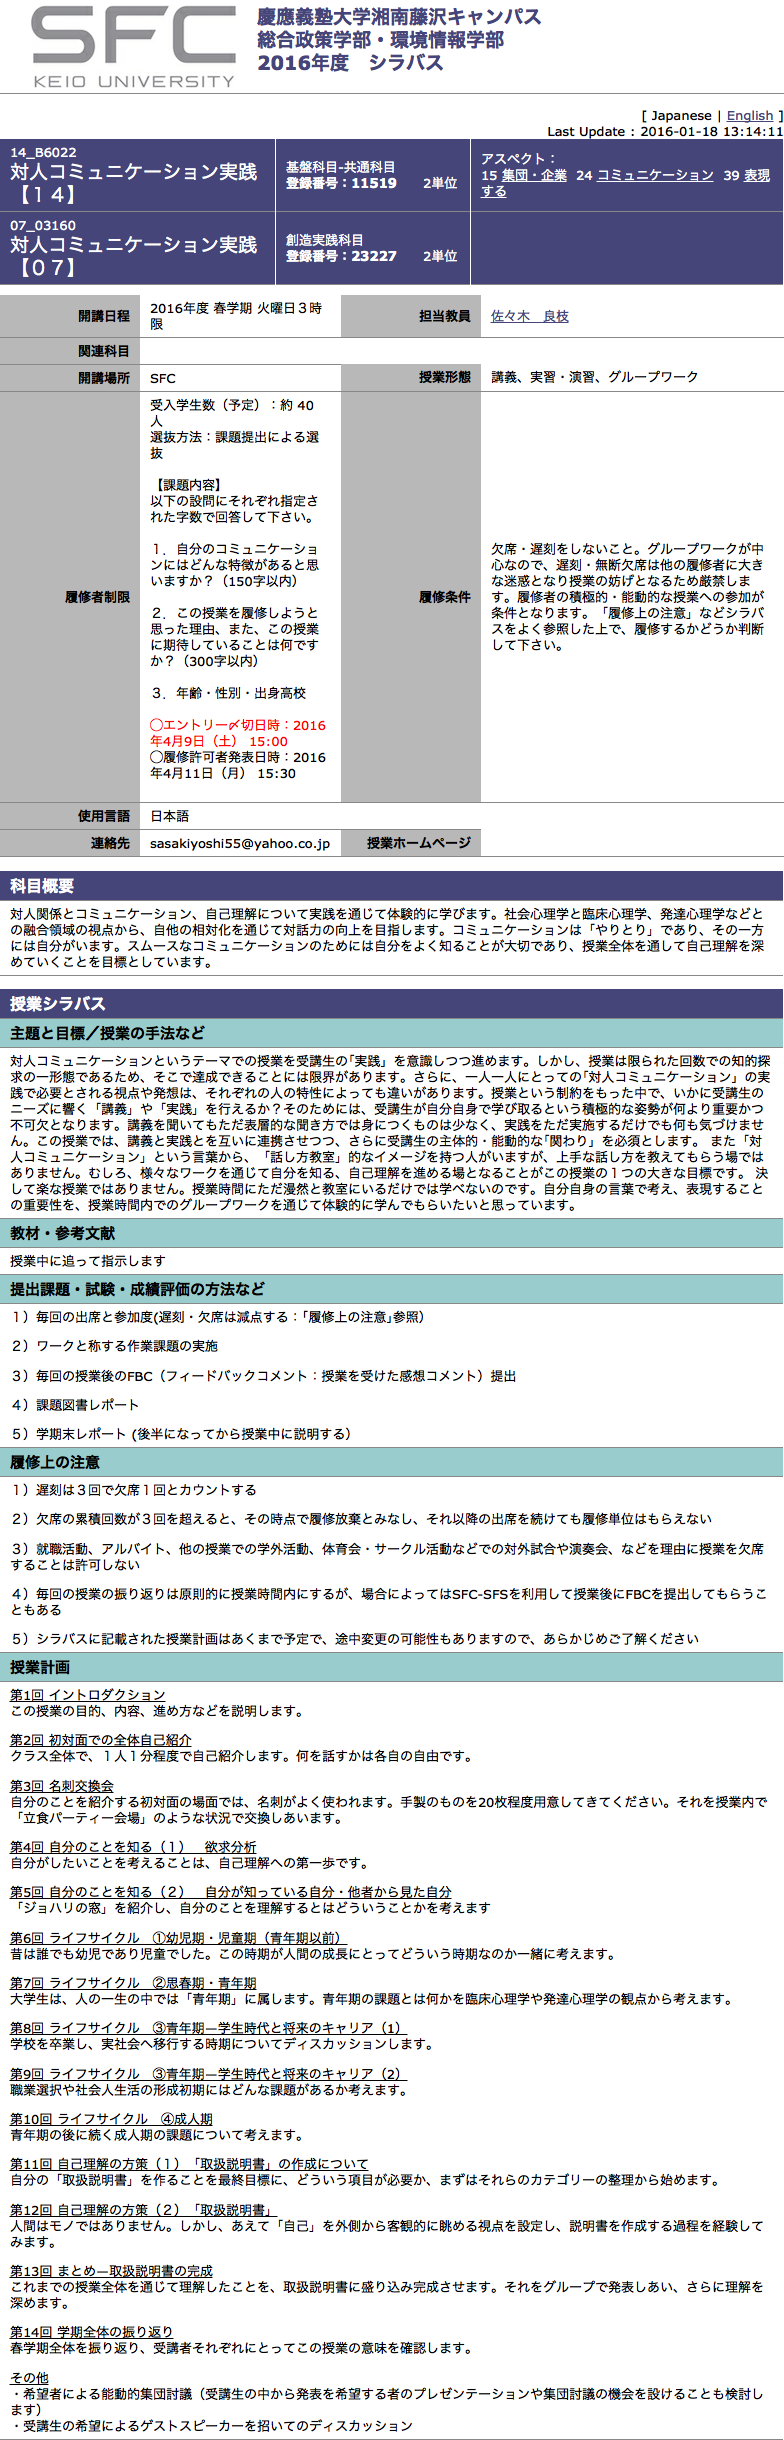 SFC
KEIO UNIVERSITY
慶應義塾大学湘南藤沢キャンパス
総合政策学部・環境情報学部
2016年度　シラバス
[ Japanese | English ]
Last Update : 2016-01-18 13:14:11
14_B6022
対人コミュニケーション実践
【１４】
基盤科目-共通科目
登録番号：11519　　2単位
アスペクト：
15 集団・企業 24 コミュニケーション 39 表現
する
07_03160
対人コミュニケーション実践
【０７】
創造実践科目
登録番号：23227　　2単位
開講日程
2016年度 春学期 火曜日３時
限
担当教員
佐々木　良枝
関連科目
開講場所
SFC
授業形態
講義、実習・演習、グループワーク
履修者制限
受入学生数（予定）：約 40
人
選抜方法：課題提出による選
抜
【課題内容】
以下の設問にそれぞれ指定さ
れた字数で回答して下さい。
１．自分のコミュニケーショ
ンにはどんな特徴があると思
いますか？（150字以内）
２．この授業を履修しようと
思った理由、また、この授業
に期待していることは何です
か？（300字以内）
３．年齢・性別・出身高校
◯エントリー〆切日時：2016
年4月9日（土） 15:00
◯履修許可者発表日時：2016
年4月11日（月） 15:30
履修条件
欠席・遅刻をしないこと。グループワークが中
心なので、遅刻・無断欠席は他の履修者に大き
な迷惑となり授業の妨げとなるため厳禁しま
す。履修者の積極的・能動的な授業への参加が
条件となります。「履修上の注意」などシラバ
スをよく参照した上で、履修するかどうか判断
して下さい。
使用言語
日本語
連絡先
sasakiyoshi55@yahoo.co.jp
授業ホームページ
科目概要
対人関係とコミュニケーション、自己理解について実践を通じて体験的に学びます。社会心理学と臨床心理学、発達心理学などと
の融合領域の視点から、自他の相対化を通じて対話力の向上を目指します。コミュニケーションは「やりとり」であり、その一方
には自分がいます。スムースなコミュニケーションのためには自分をよく知ることが大切であり、授業全体を通して自己理解を深
めていくことを目標としています。
授業シラバス
主題と目標／授業の手法など
対人コミュニケーションというテーマでの授業を受講生の｢実践」を意識しつつ進めます。しかし、授業は限られた回数での知的探
求の一形態であるため、そこで達成できることには限界があります。さらに、一人一人にとっての｢対人コミュニケーション」の実
践で必要とされる視点や発想は、それぞれの人の特性によっても違いがあります。授業という制約をもった中で、いかに受講生の
ニーズに響く「講義」や「実践」を行えるか？そのためには、受講生が自分自身で学び取るという積極的な姿勢が何より重要かつ
不可欠となります。講義を聞いてもただ表層的な聞き方では身につくものは少なく、実践をただ実施するだけでも何も気づけませ
ん。この授業では、講義と実践とを互いに連携させつつ、さらに受講生の主体的・能動的な｢関わり」を必須とします。 また「対
人コミュニケーション」という言葉から、「話し方教室」的なイメージを持つ人がいますが、上手な話し方を教えてもらう場では
ありません。むしろ、様々なワークを通じて自分を知る、自己理解を進める場となることがこの授業の１つの大きな目標です。 決
して楽な授業ではありません。授業時間にただ漫然と教室にいるだけでは学べないのです。自分自身の言葉で考え、表現すること
の重要性を、授業時間内でのグループワークを通じて体験的に学んでもらいたいと思っています。
教材・参考文献
授業中に追って指示します
提出課題・試験・成績評価の方法など
１）毎回の出席と参加度(遅刻・欠席は減点する：｢履修上の注意｣参照）
２）ワークと称する作業課題の実施
３）毎回の授業後のFBC（フィードバックコメント：授業を受けた感想コメント）提出
４）課題図書レポート
５）学期末レポート (後半になってから授業中に説明する）
履修上の注意
１）遅刻は３回で欠席１回とカウントする
２）欠席の累積回数が３回を超えると、その時点で履修放棄とみなし、それ以降の出席を続けても履修単位はもらえない
３）就職活動、アルバイト、他の授業での学外活動、体育会・サークル活動などでの対外試合や演奏会、などを理由に授業を欠席
することは許可しない
４）毎回の授業の振り返りは原則的に授業時間内にするが、場合によってはSFC-SFSを利用して授業後にFBCを提出してもらうこ
ともある
５）シラバスに記載された授業計画はあくまで予定で、途中変更の可能性もありますので、あらかじめご了解ください
授業計画
第1回 イントロダクション
この授業の目的、内容、進め方などを説明します。
第2回 初対面での全体自己紹介
クラス全体で、１人１分程度で自己紹介します。何を話すかは各自の自由です。
第3回 名刺交換会
自分のことを紹介する初対面の場面では、名刺がよく使われます。手製のものを20枚程度用意してきてください。それを授業内で
「立食パーティー会場」のような状況で交換しあいます。
第4回 自分のことを知る（１）　欲求分析
自分がしたいことを考えることは、自己理解への第一歩です。
第5回 自分のことを知る（２）　自分が知っている自分・他者から見た自分
「ジョハリの窓」を紹介し、自分のことを理解するとはどういうことかを考えます
第6回 ライフサイクル　①幼児期・児童期（青年期以前）
昔は誰でも幼児であり児童でした。この時期が人間の成長にとってどういう時期なのか一緒に考えます。
第7回 ライフサイクル　②思春期・青年期
大学生は、人の一生の中では「青年期」に属します。青年期の課題とは何かを臨床心理学や発達心理学の観点から考えます。
第8回 ライフサイクル　③青年期—学生時代と将来のキャリア（1）
学校を卒業し、実社会へ移行する時期についてディスカッションします。
第9回 ライフサイクル　③青年期—学生時代と将来のキャリア（2）
職業選択や社会人生活の形成初期にはどんな課題があるか考えます。
第10回 ライフサイクル　④成人期
青年期の後に続く成人期の課題について考えます。
第11回 自己理解の方策（１）「取扱説明書」の作成について
自分の「取扱説明書」を作ることを最終目標に、どういう項目が必要か、まずはそれらのカテゴリーの整理から始めます。
第12回 自己理解の方策（２）「取扱説明書」
人間はモノではありません。しかし、あえて「自己」を外側から客観的に眺める視点を設定し、説明書を作成する過程を経験して
みます。
第13回 まとめ—取扱説明書の完成
これまでの授業全体を通じて理解したことを、取扱説明書に盛り込み完成させます。それをグループで発表しあい、さらに理解を
深めます。
第14回 学期全体の振り返り
春学期全体を振り返り、受講者それぞれにとってこの授業の意味を確認します。
その他
・希望者による能動的集団討議（受講生の中から発表を希望する者のプレゼンテーションや集団討議の機会を設けることも検討し
ます）
・受講生の希望によるゲストスピーカーを招いてのディスカッション